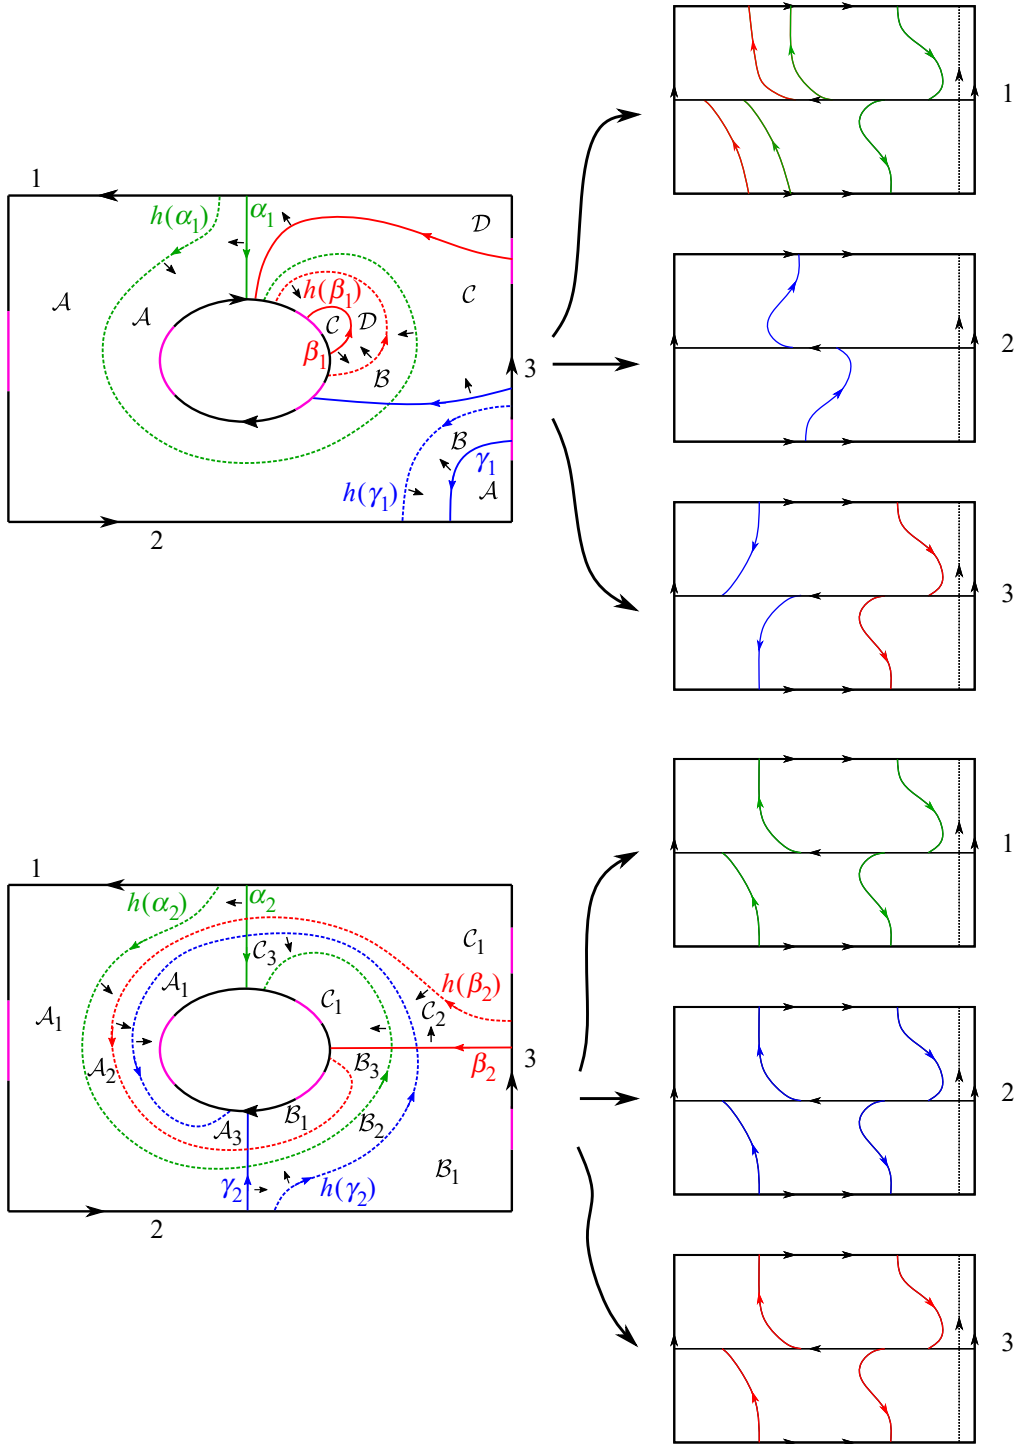 1
h(α₁)
α₁
𝒟
𝒜
𝒜
𝒞
h(β₁)
𝒞
𝒟
β₁
ℬ
3
ℬ
γ₁
h(γ₁)
𝒜
2
1
2
3
1
h(α₂)
α₂
𝒞₃
𝒞₁
𝒜₁
h(β₂)
𝒞₁
𝒞₂
𝒜₁
3
𝒜₂
ℬ₃
β₂
𝒜₃
ℬ₁
ℬ₂
ℬ₁
γ₂
h(γ₂)
2
1
2
3